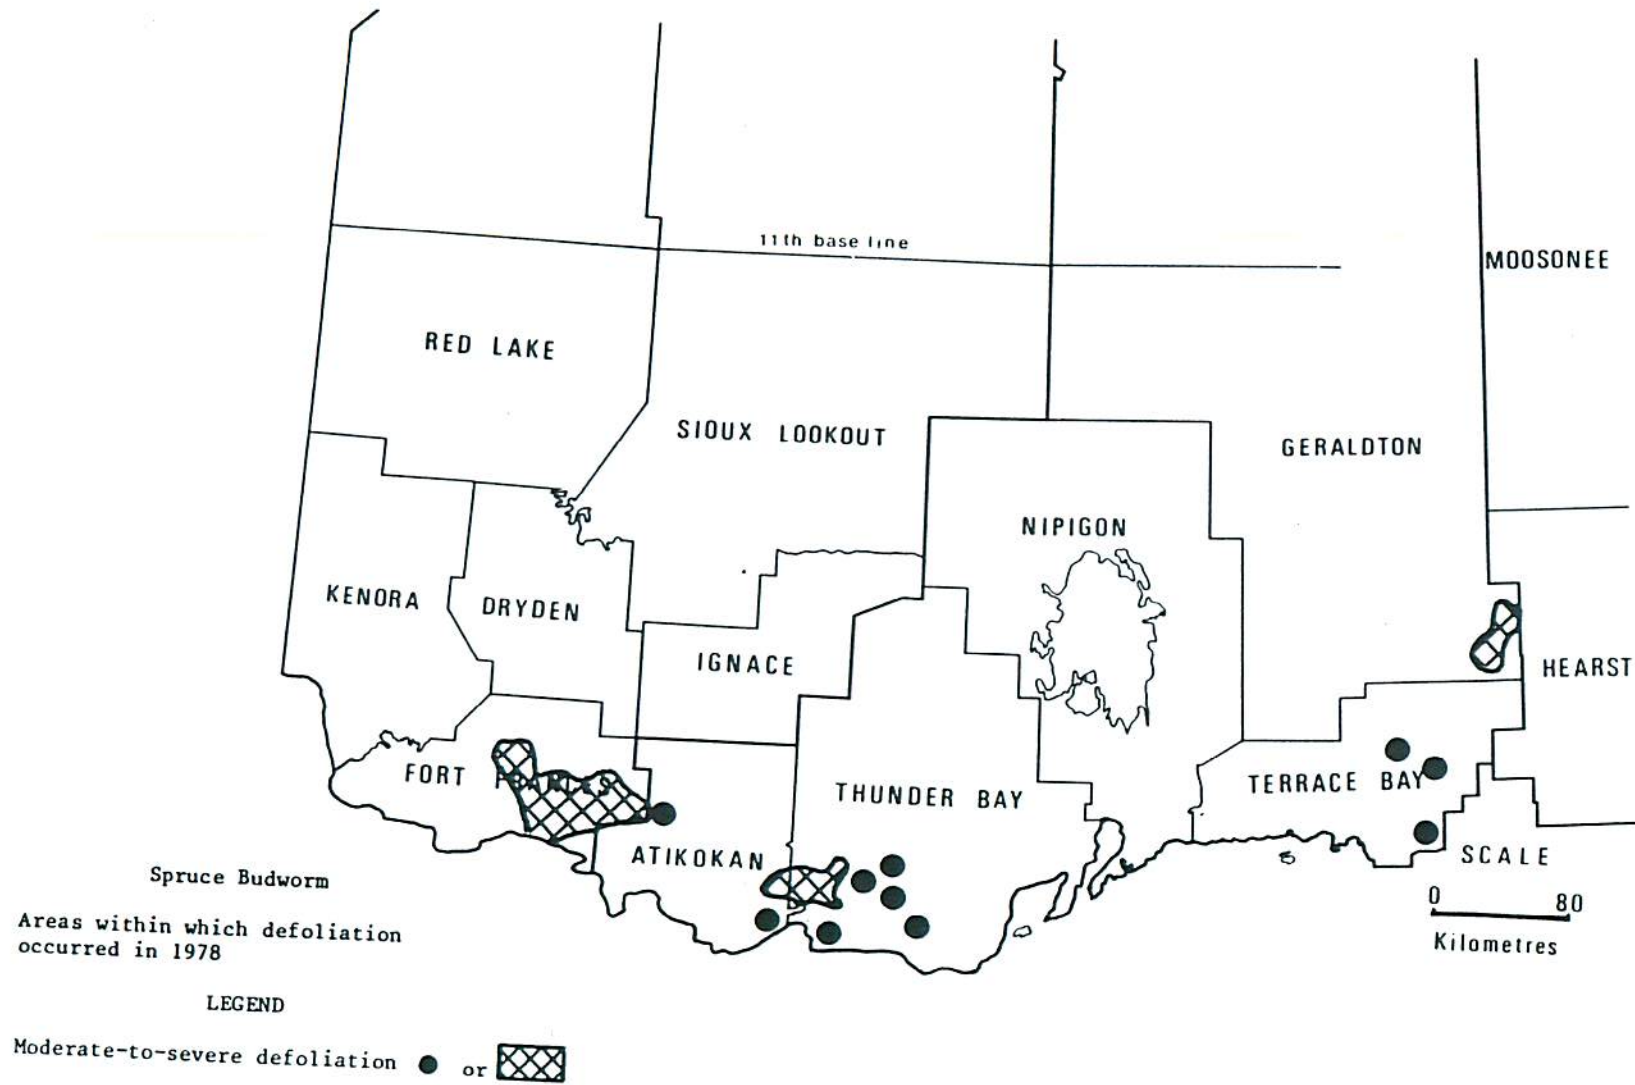 11th base line
MOOSONEE
RED LAKE
SIOUX LOOKOUT
GERALDTON
NIPIGON
KENORA
DRYDEN
IGNACE
HEARST
FORT
TERRACE BAY
THUNDER BAY
ATIKOKAN
SCALE
0 80
Kilometres
Spruce Budworm
Areas within which defoliation
occurred in 1978
LEGEND
Moderate-to-severe defoliation or